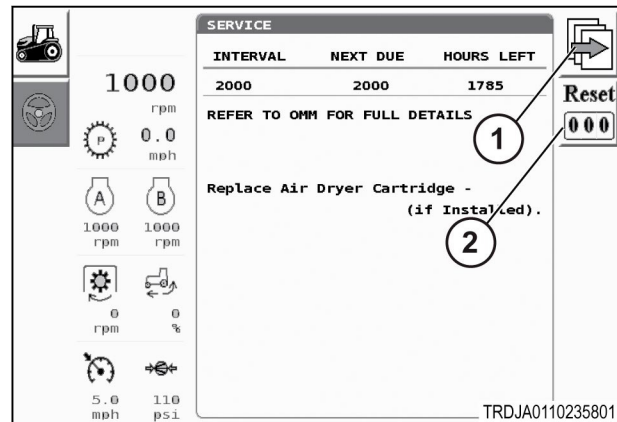 SERVICE
INTERVAL NEXT DUE HOURS LEFT
2000 2000 1785
REFER TO OMM FOR FULL DETAILS
Replace Air Dryer Cartridge -
(if Installed).
1000
rpm
P
0.0
mph
A B
1000 1000
rpm rpm
0 0
rpm %
5.0 110
mph psi
Reset
000
1
2
TRDJA0110235801